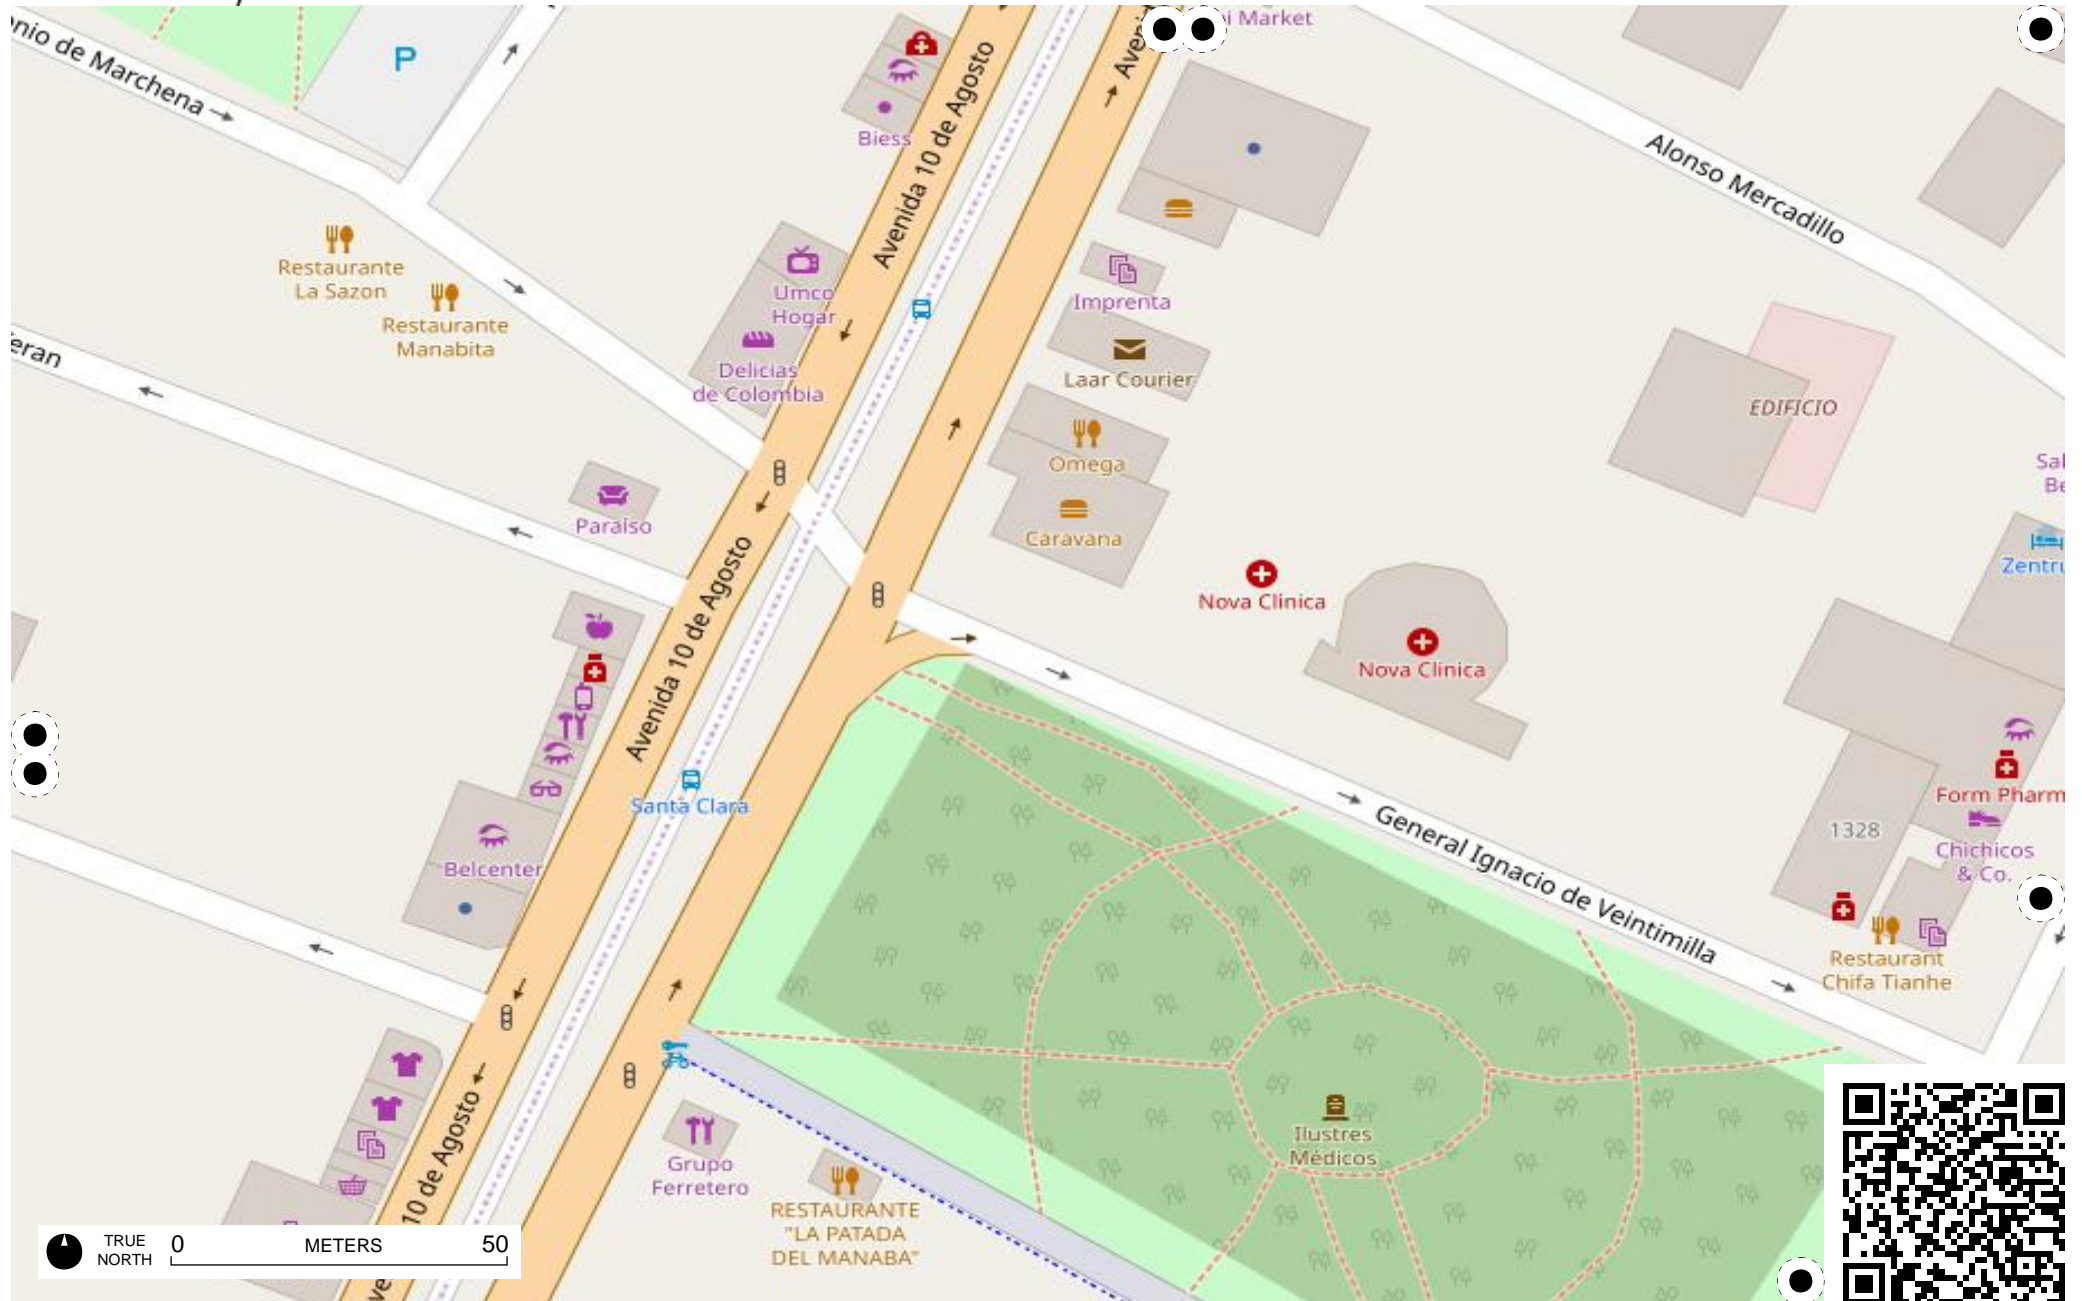 nio de Marchena
P
Biess
Avenida 10 de Agosto
i Market
Alonso Mercadillo
Restaurante
La Sazon
Restaurante
Manabita
Umco
Hogar
Delicias
de Colombia
Imprenta
Laar Courier
EDIFICIO
eran
Omega
Caravana
Paraiso
Avenida 10 de Agosto
Nova Clinica
Nova Clinica
Zentru
Santa Clara
Belcenter
General Ignacio de Veintimilla
1328
Form Pharm
Chichicos
& Co.
Restaurant
Chifa Tianhe
10 de Agosto
Grupo
Ferretero
RESTAURANTE
"LA PATADA
DEL MANABA"
Ilustres
Médicos
TRUE
NORTH
0 METERS 50